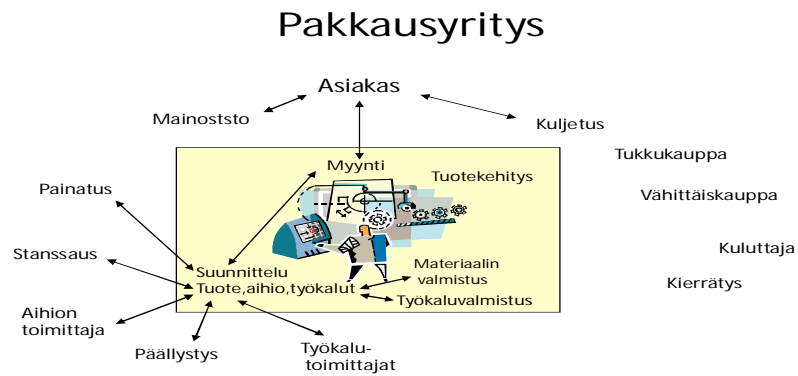 Pakkausyritys
Asiakas
Mainoststo
Kuljetus
Tukkukauppa
Myynti
Tuotekehitys
Painatus
Vähittäiskauppa
Stanssaus
Kuluttaja
Suunnittelu
Tuote,aihio,työkalut
Materiaalin
valmistus
Kierrätys
Työkaluvalmistus
Aihion
toimittaja
Päällystys
Työkalu-
toimittajat